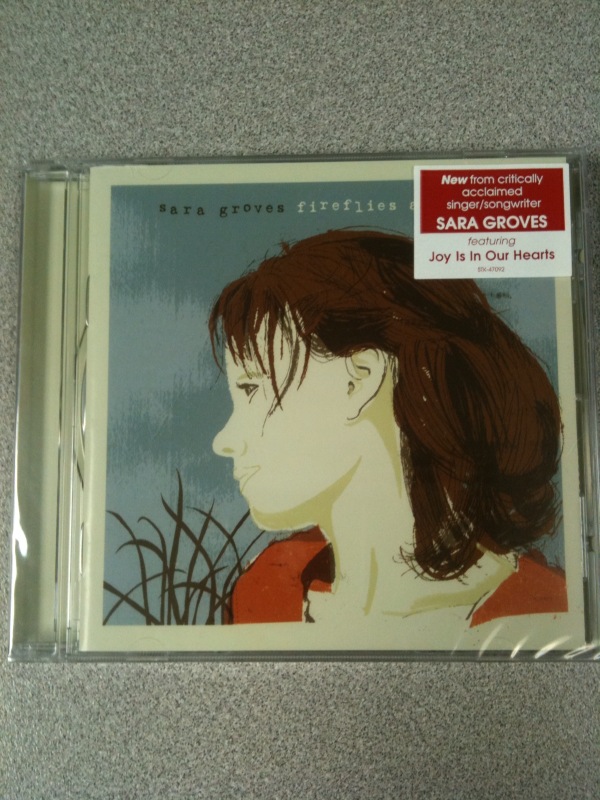 sara groves fireflies a
New from critically
acclaimed
singer/songwriter
SARA GROVES
featuring
Joy Is In Our Hearts